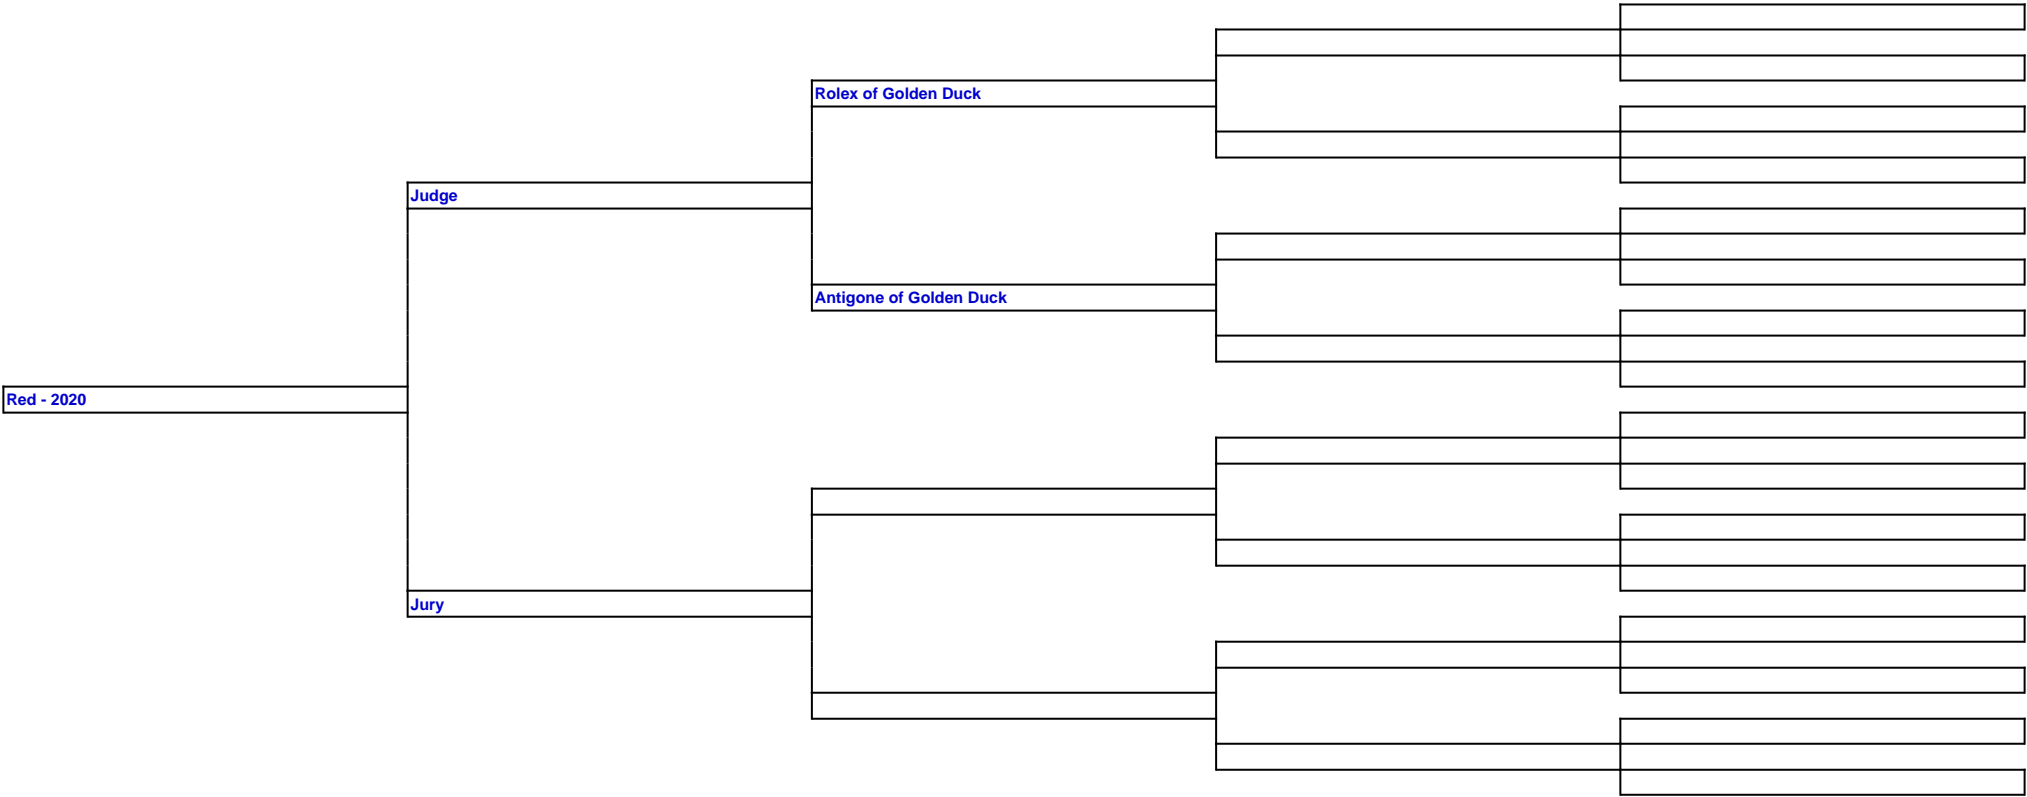 Rolex of Golden Duck
Judge
Antigone of Golden Duck
Red - 2020
Jury